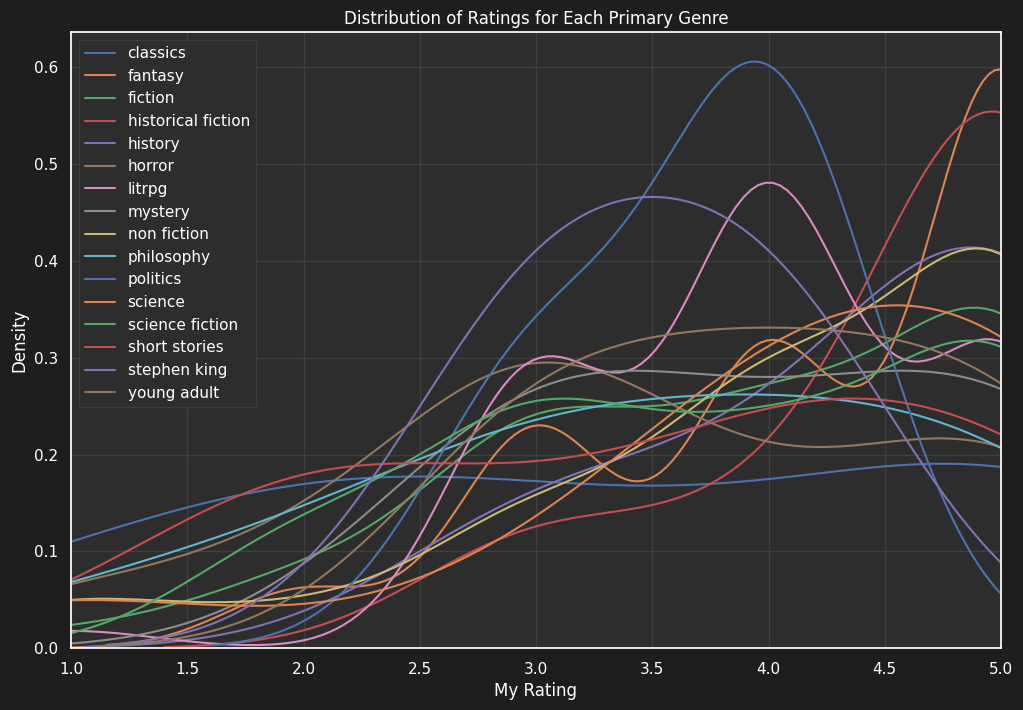 Distribution of Ratings for Each Primary Genre
classics
fantasy
fiction
historical fiction
history
horror
litrpg
mystery
non fiction
philosophy
politics
science
science fiction
short stories
stephen king
young adult
Density
0.6
0.5
0.4
0.3
0.2
0.1
0.0
1.0 1.5 2.0 2.5 3.0 3.5 4.0 4.5 5.0
My Rating